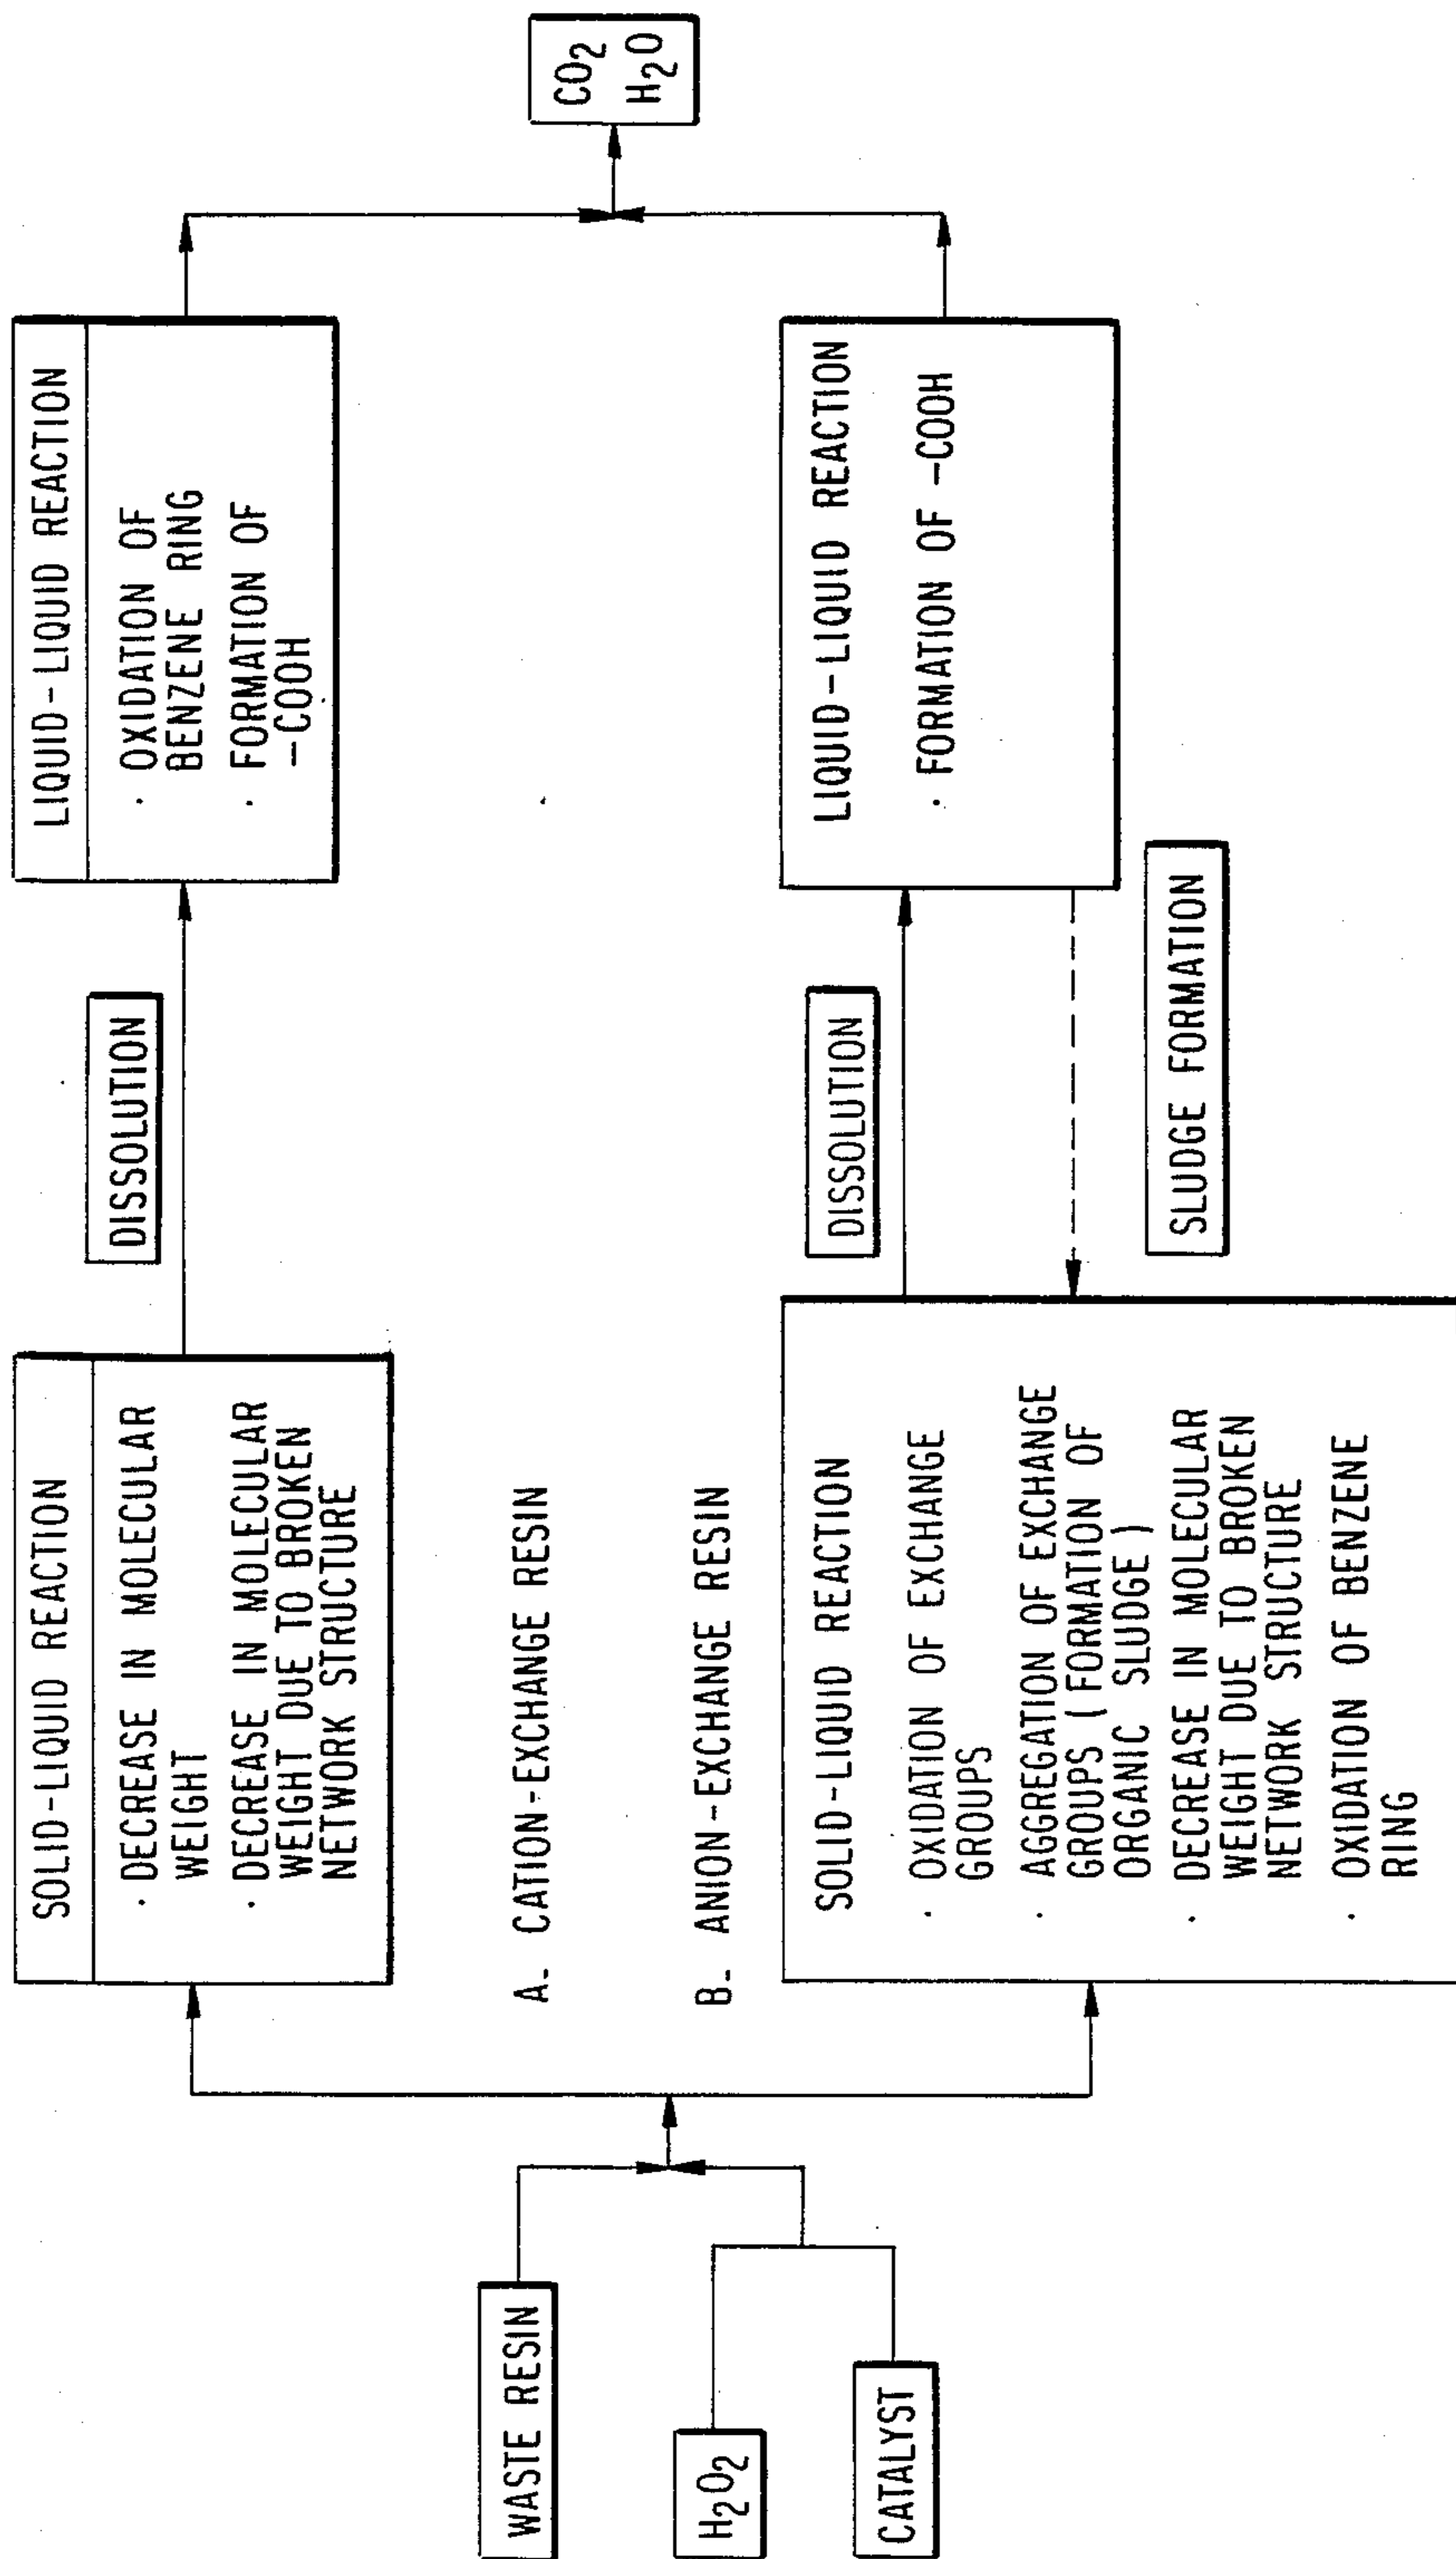 WASTE RESIN
H2O2
CATALYST
SOLID-LIQUID REACTION
· DECREASE IN MOLECULAR
WEIGHT
· DECREASE IN MOLECULAR
WEIGHT DUE TO BROKEN
NETWORK STRUCTURE
DISSOLUTION
LIQUID-LIQUID REACTION
· OXIDATION OF
BENZENE RING
· FORMATION OF
-COOH
A. CATION-EXCHANGE RESIN
B. ANION-EXCHANGE RESIN
SOLID-LIQUID REACTION
· OXIDATION OF EXCHANGE
GROUPS
· AGGREGATION OF EXCHANGE
GROUPS (FORMATION OF
ORGANIC SLUDGE)
· DECREASE IN MOLECULAR
WEIGHT DUE TO BROKEN
NETWORK STRUCTURE
· OXIDATION OF BENZENE
RING
DISSOLUTION
SLUDGE FORMATION
LIQUID-LIQUID REACTION
· FORMATION OF -COOH
CO2
H2O